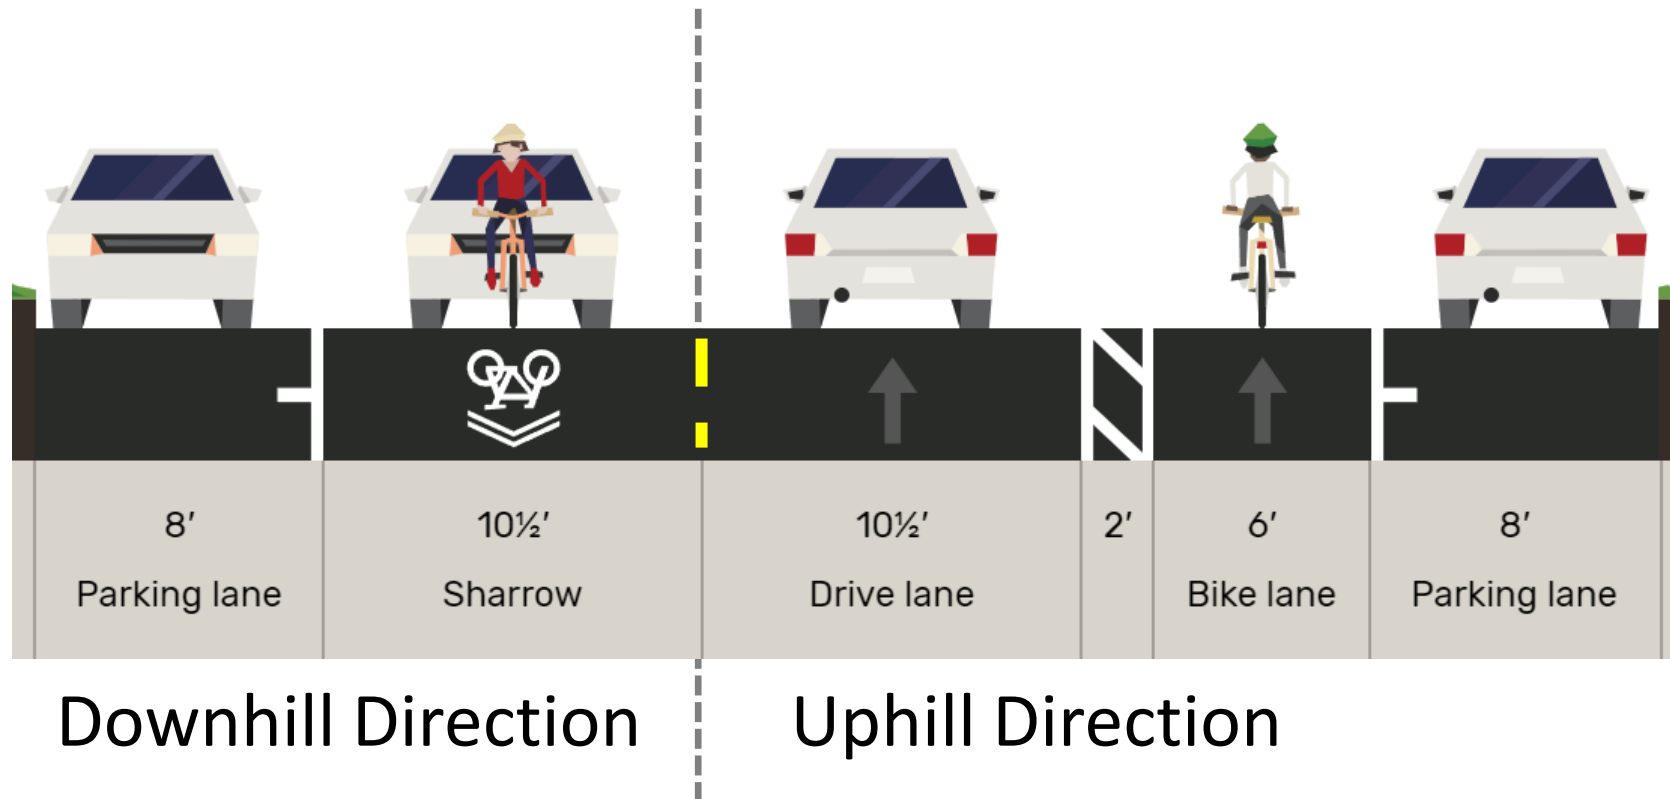 8′ 10½′ 10½′ 2′ 6′ 8′
Parking lane Sharrow Drive lane Bike lane Parking lane
Downhill Direction Uphill Direction